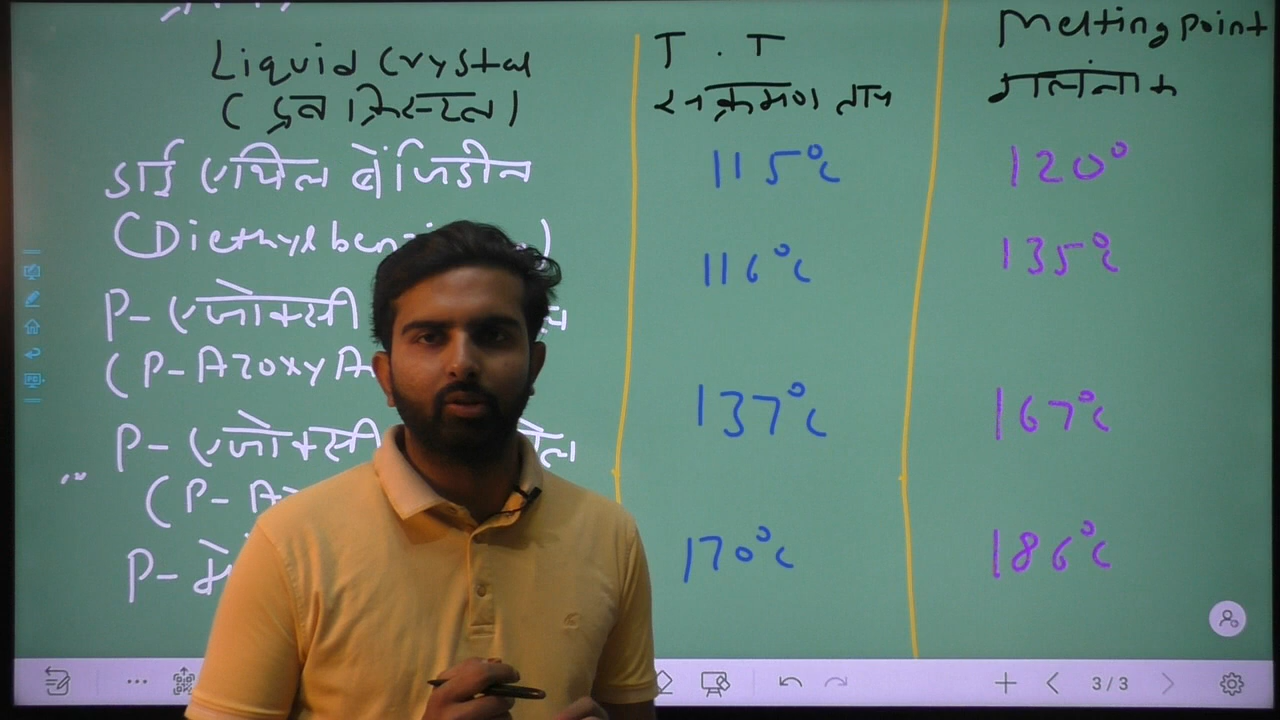 Liquid Crystal
(द्रव क्रिस्टल)
T.T
संक्रमण ताप
Melting point
गलनांक
डाई एथिल बेंजिडीन
115°C
120°
(Diethyl
116°C
135°C
P- एजोक्सी
(P-Azoxy
137°C
167°C
P- एजोक्सी
(P-
170°C
186°C
P-
3/3